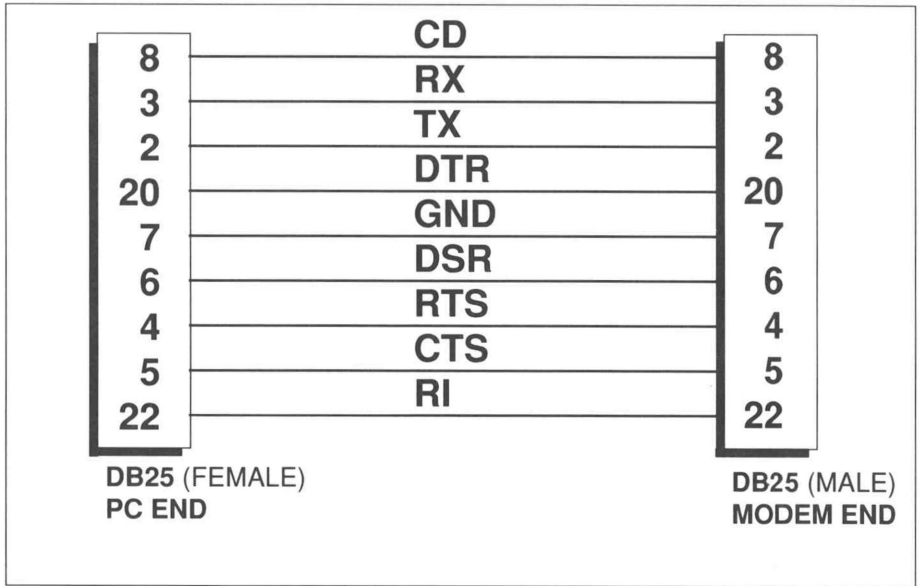 8 CD 8
3 RX 3
2 TX 2
20 DTR 20
7 GND 7
6 DSR 6
4 RTS 4
5 CTS 5
22 RI 22
DB25 (FEMALE)
PC END
DB25 (MALE)
MODEM END